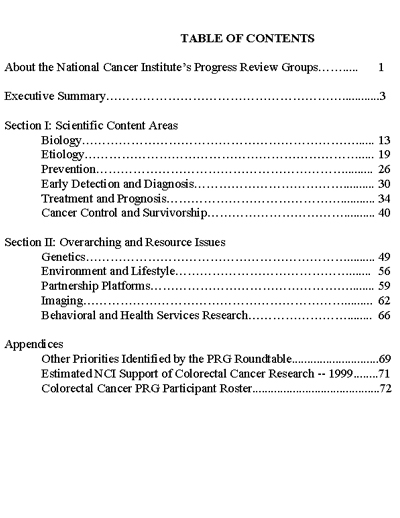 TABLE OF CONTENTS
About the National Cancer Institute's Progress Review Groups…….... 1
Executive Summary……………………………………………...........3
Section I: Scientific Content Areas
Biology……………………………………………………...... 13
Etiology……………………………………………………..... 19
Prevention………………………………………………......... 26
Early Detection and Diagnosis………………………….......... 30
Treatment and Prognosis……………………………….......... 34
Cancer Control and Survivorship………………………......... 40
Section II: Overarching and Resource Issues
Genetics…………………………………………………......... 49
Environment and Lifestyle……………………………....... 56
Partnership Platforms…………………………………........ 59
Imaging…………………………………………………...... 62
Behavioral and Health Services Research……………………..... 66
Appendices
Other Priorities Identified by the PRG Roundtable............................69
Estimated NCI Support of Colorectal Cancer Research -- 1999........71
Colorectal Cancer PRG Participant Roster.........................................72